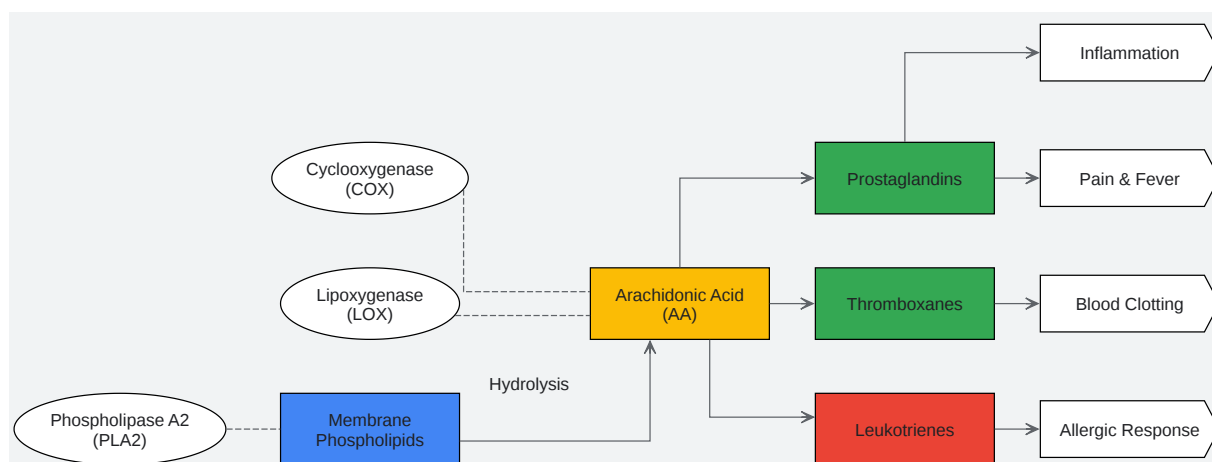 Inflammation
Cyclooxygenase
(COX)
Prostaglandins
Pain & Fever
Lipoxygenase
(LOX)
Arachidonic Acid
(AA)
Thromboxanes
Blood Clotting
Hydrolysis
Phospholipase A2
(PLA2)
Membrane
Phospholipids
Leukotrienes
Allergic Response